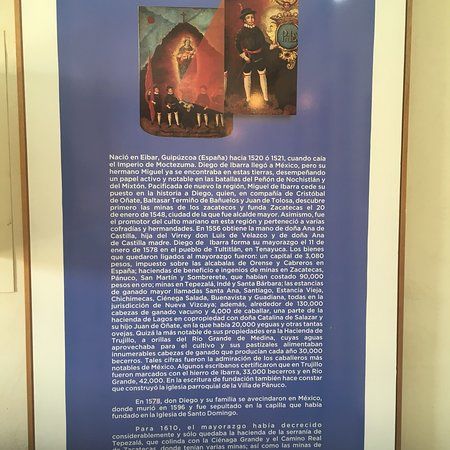 Nació en Eibar, Guipúzcoa (España) hacia 1520 ó 1521, cuando caía
el Imperio de Moctezuma. Diego de Ibarra llegó a México, pero su
hermano Miguel ya se encontraba en estas tierras, desempeñando
un papel activo y notable en las batallas del Peñón de Nochistlán y
del Mixtón. Pacificada de nuevo la región, Miguel de Ibarra cede su
puesto en la historia a Diego, quien, en compañía de Cristóbal
de Oñate, Baltasar Termiño de Bañuelos y Juan de Tolosa, descubre
primero las minas de los zacatecos y funda Zacatecas el 20
de enero de 1548, ciudad de la que fue alcalde mayor. Asimismo, fue
el promotor del culto mariano en esta región y perteneció a varias
cofradías y hermandades. En 1556 obtiene la mano de doña Ana
de Castilla, hija del Virrey don Luis de Velazco y de doña Ana
de Castilla madre. Diego de Ibarra formó su mayorazgo el 11
de enero de 1578 en el pueblo de Tultitlán, en Tenayuca. Los bienes
que quedaron ligados al mayorazgo fueron: un capital de 3,080
pesos, impuesto sobre las alcabalas de Orense y Cabreros en
España; haciendas de beneficio e ingenios de minas en Zacatecas,
Pánuco, San Martín y Sombrerete, que habían costado 90,000
pesos en oro; minas en Tepezalá, Indé y Santa Bárbara; las estancias
de ganado mayor llamadas Santa Ana, Santiago, Estancia Vieja,
Chichimecas, Ciénega Salada, Buenavista y Guadiana, todas en la
jurisdicción de Nueva Vizcaya; además, alrededor de 130,000
cabezas de ganado vacuno y 4,000 de caballar, una parte de la
hacienda de Lagos en copropiedad con doña Catalina de Salazar y
su hijo Juan de Oñate, en la que había 20,000 yeguas y otras tantas
ovejas. Quizá la más notable de sus propiedades era la Hacienda de
Trujillo, a orillas del Río Grande de Medina, cuyas aguas
aprovechaba para el cultivo y sus pastizales alimentaban
innumerables cabezas de ganado que producían cada año 30,000
becerros. Tales cifras fueron la admiración de los caballeros más
notables de México. Algunos escribanos certificaron que en Trujillo
fueron marcados con el hierro de Ibarra, 33,000 becerros y en Río
Grande, 42,000. En la escritura de fundación también hace constar
que construyó la iglesia parroquial de la Villa de Pánuco.
En 1578, don Diego y su familia se avecindaron en México,
donde murió en 1596 y fue sepultado en la capilla que había
fundado en la Iglesia de Santo Domingo.
Para 1610, el mayorazgo había decrecido
considerablemente y sólo quedaba la hacienda de la serranía de
Tepezalá, que colinda con la Ciénega Grande y el Camino Real
de Zacatecas, donde tenían varias minas; así como las minas de